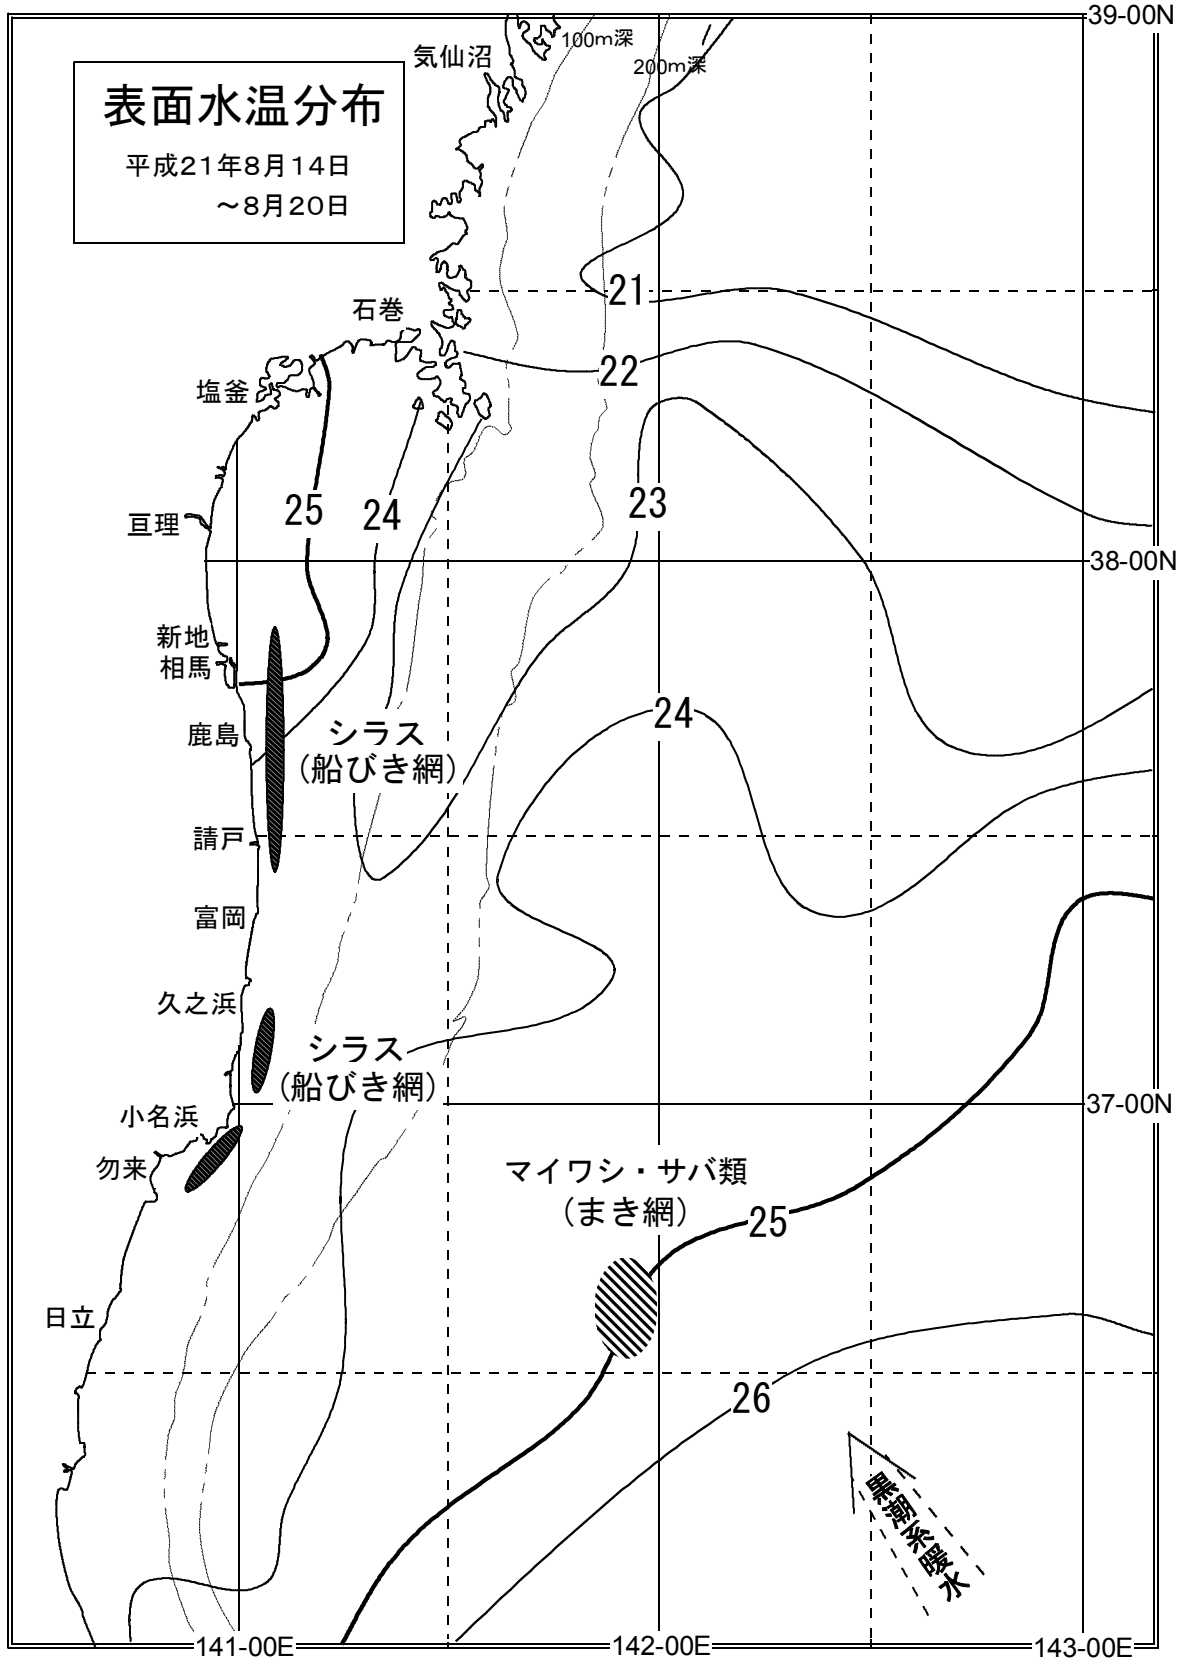 39-00N
100m深
気仙沼
200m深
表面水温分布
平成21年8月14日
～8月20日
21
石巻
22
塩釜
23
25
24
亘理
38-00N
新地
相馬
24
鹿島
シラス
(船びき網)
請戸
富岡
久之浜
シラス
(船びき網)
37-00N
小名浜
勿来
マイワシ・サバ類
(まき網)
25
日立
26
黒潮系暖水
141-00E
142-00E
143-00E